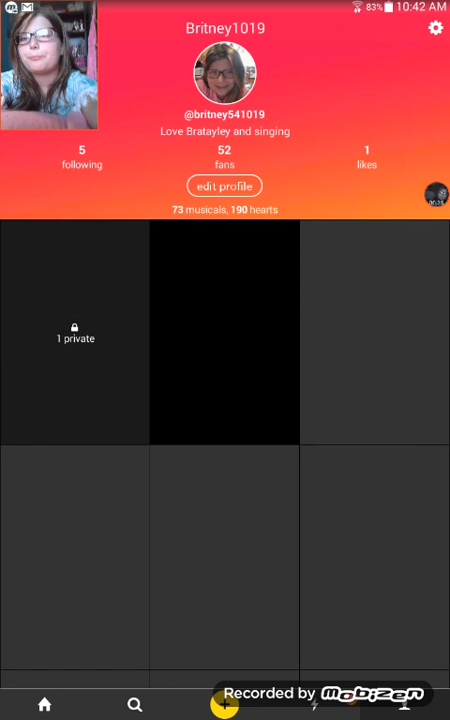 83% 10:42 AM
Britney1019
@britney541019
Love Bratayley and singing
5
following
52
fans
1
likes
edit profile
73 musicals, 190 hearts
1 private
Recorded by Mobizen